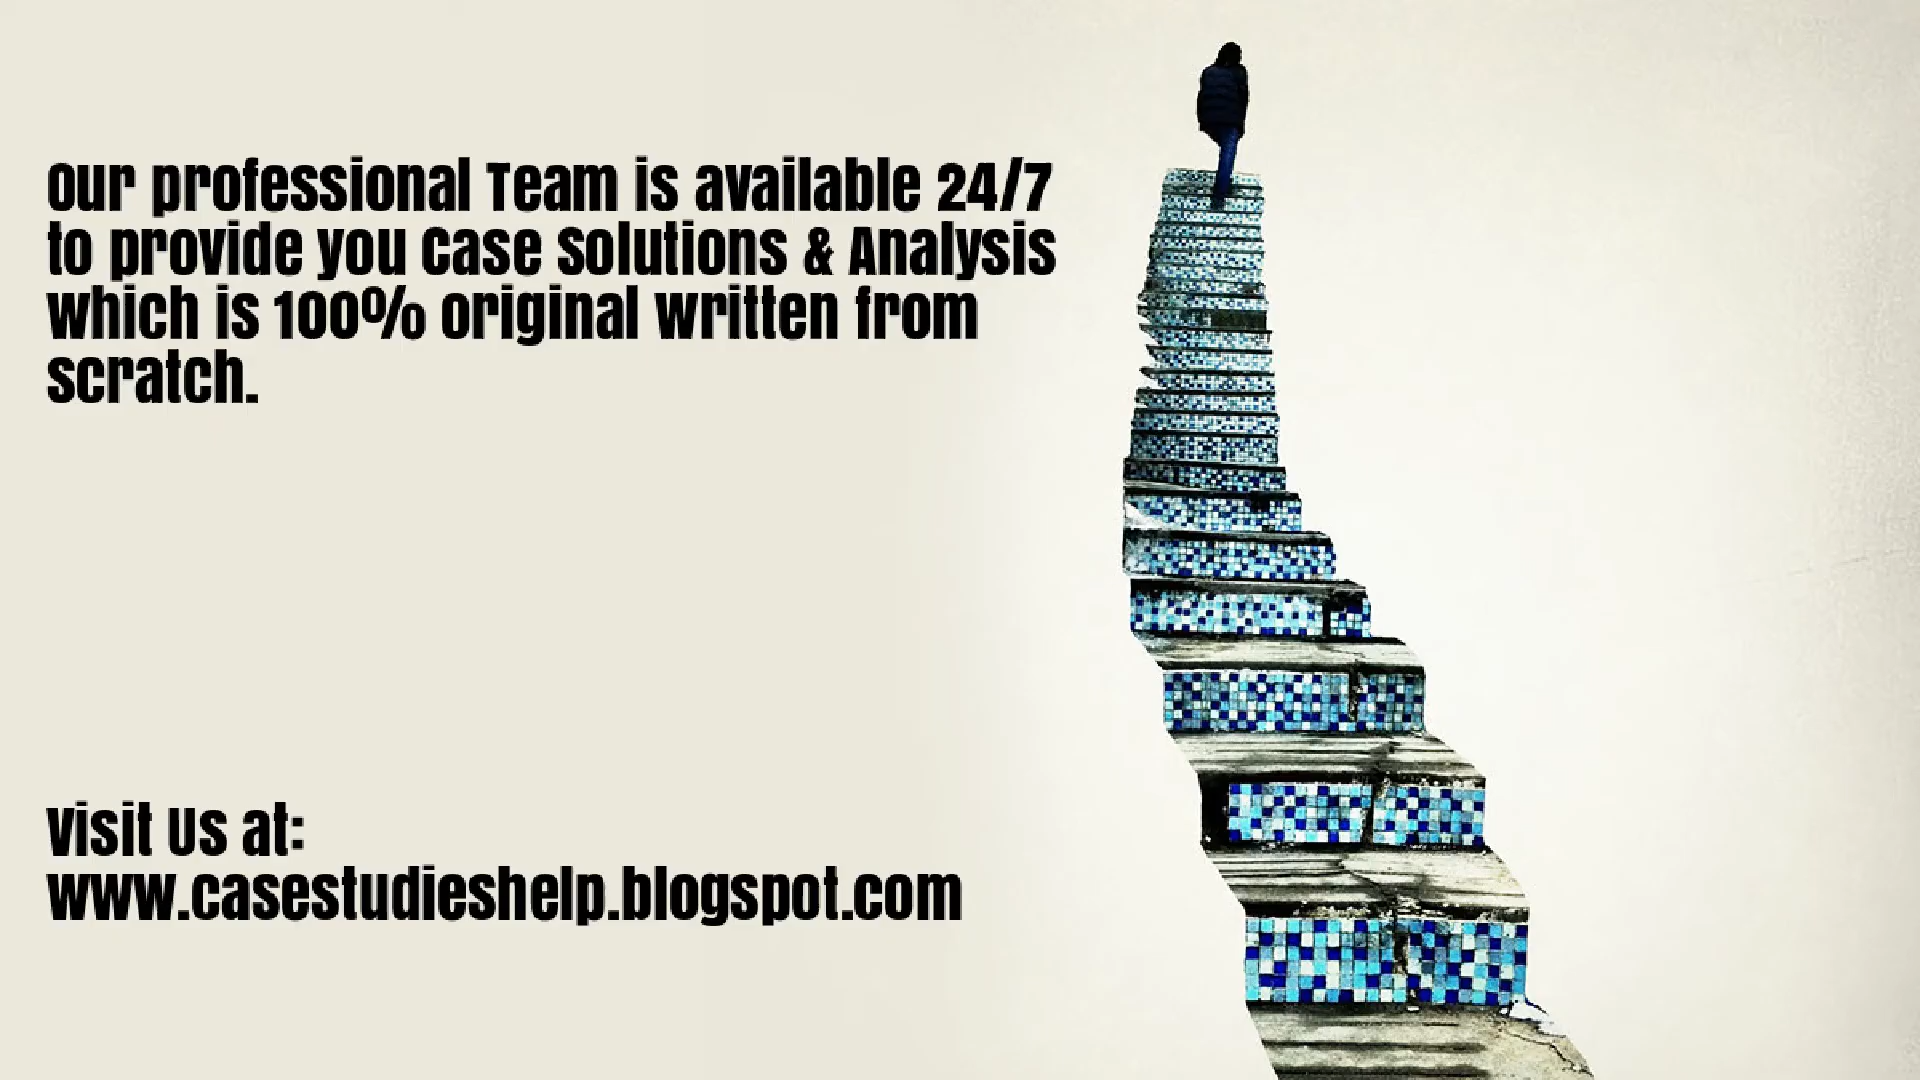 Our professional Team is available 24/7
to provide you Case Solutions & Analysis
which is 100% original written from
scratch.
Visit Us at:
www.casestudieshelp.blogspot.com